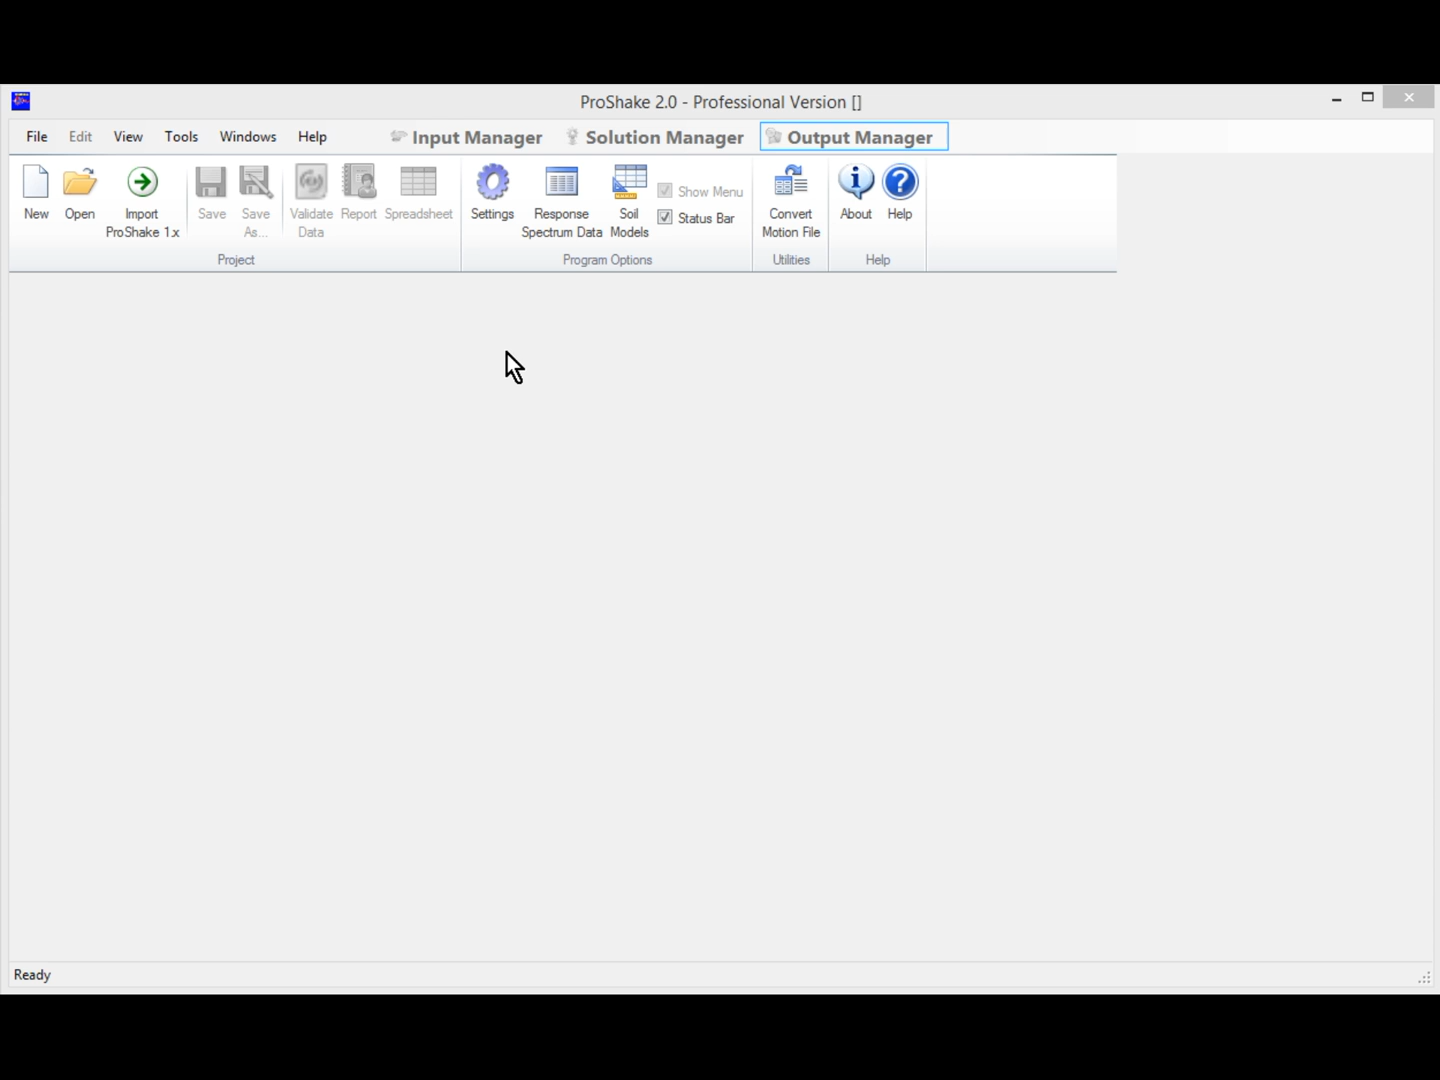 ProShake 2.0 - Professional Version []
File Edit View Tools Windows Help Input Manager Solution Manager Output Manager
New Open Import ProShake 1.x Save Save As... Validate Data Report Spreadsheet
Project
Settings Response Spectrum Data Soil Models Show Menu Status Bar
Program Options
Convert Motion File
Utilities
About Help
Help
Ready